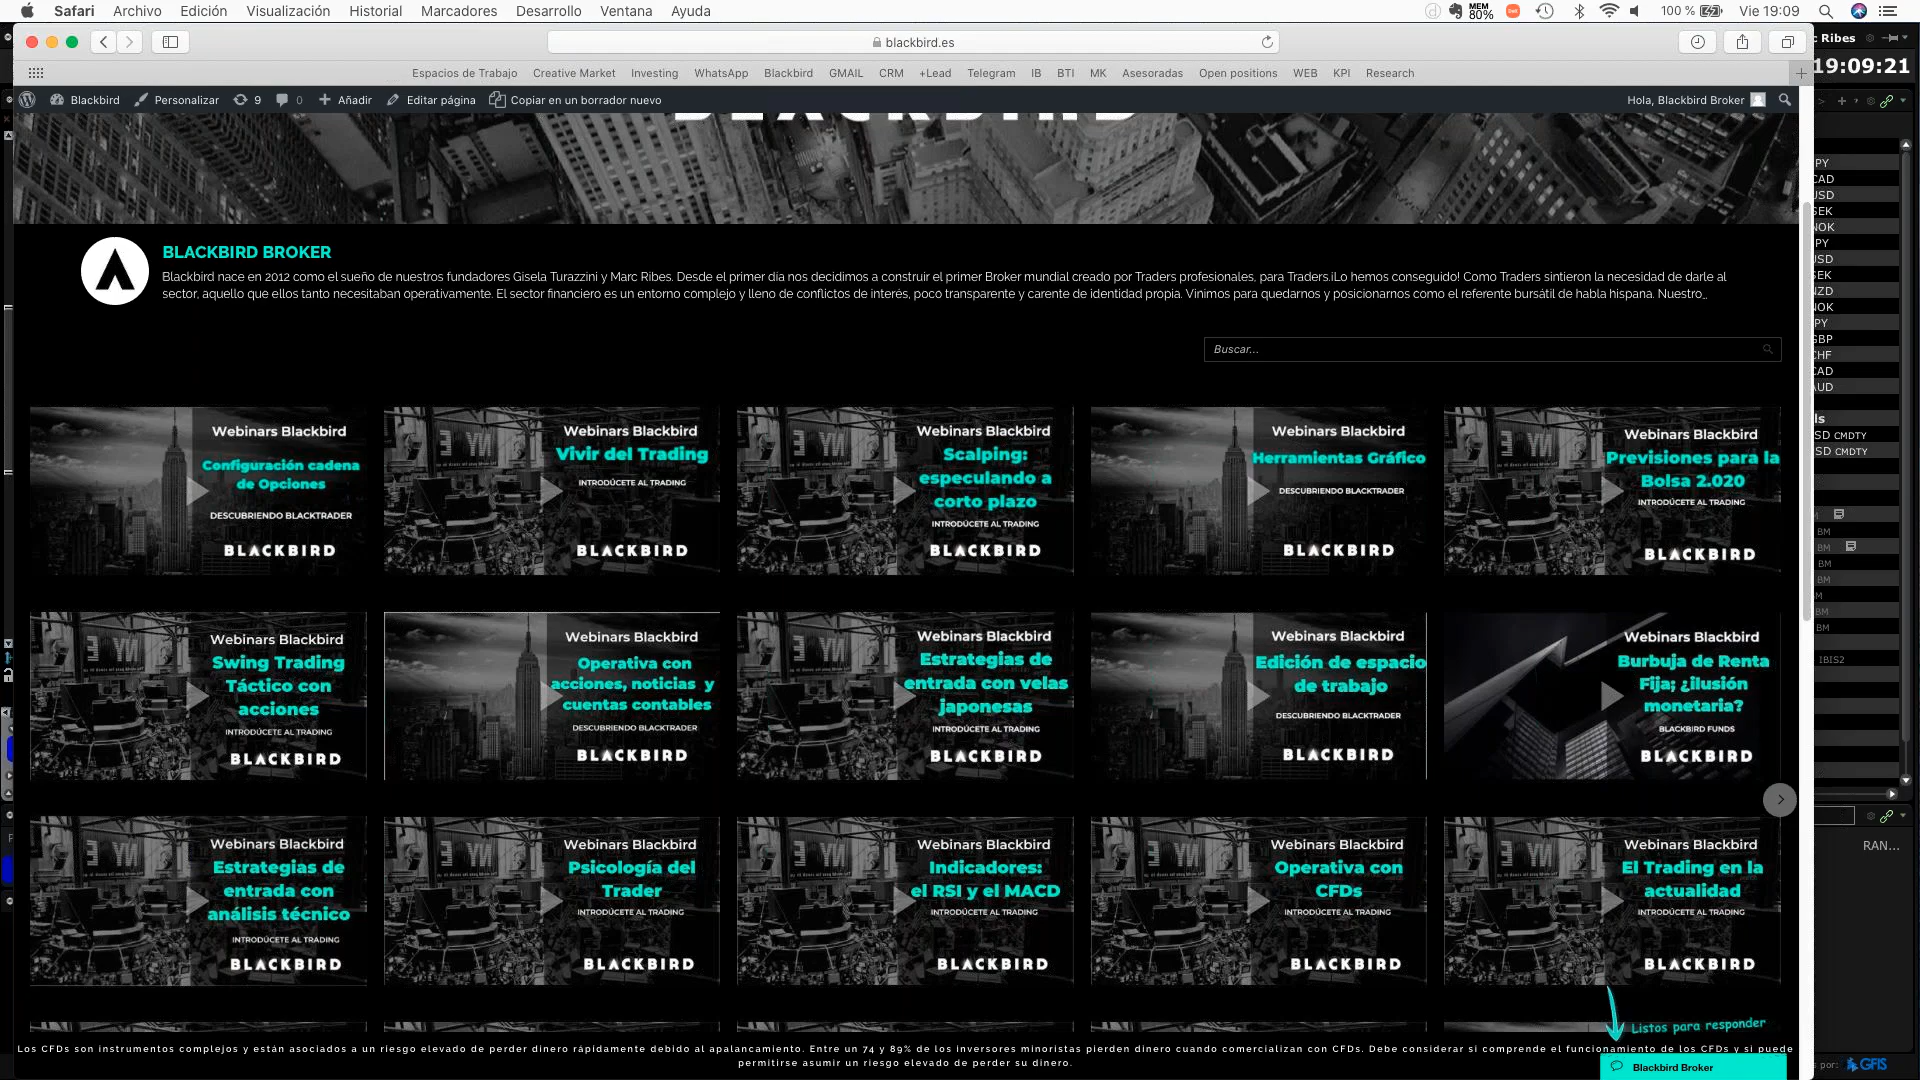 Safari Archivo Edición Visualización Historial Marcadores Desarrollo Ventana Ayuda
MEM 80% 100 % Vie 19:09
blackbird.es
c Ribes
19:09:21
Espacios de Trabajo Creative Market Investing WhatsApp Blackbird GMAIL CRM +Lead Telegram IB BTI MK Asesoradas Open positions WEB KPI Research
Blackbird Personalizar 9 0 Añadir Editar página Copiar en un borrador nuevo Hola, Blackbird Broker
BLACKBIRD
BLACKBIRD BROKER
Blackbird nace en 2012 como el sueño de nuestros fundadores Gisela Turazzini y Marc Ribes. Desde el primer día nos decidimos a construir el primer Broker mundial creado por Traders profesionales, para Traders.¡Lo hemos conseguido! Como Traders sintieron la necesidad de darle al
sector, aquello que ellos tanto necesitaban operativamente. El sector financiero es un entorno complejo y lleno de conflictos de interés, poco transparente y carente de identidad propia. Vinimos para quedarnos y posicionarnos como el referente bursátil de habla hispana. Nuestro...
Buscar...
Webinars Blackbird
Configuración cadena
de Opciones
DESCUBRIENDO BLACKTRADER
BLACKBIRD
Webinars Blackbird
Vivir del Trading
INTRODÚCETE AL TRADING
BLACKBIRD
Webinars Blackbird
Scalping:
especulando a
corto plazo
INTRODÚCETE AL TRADING
BLACKBIRD
Webinars Blackbird
Herramientas Gráfico
DESCUBRIENDO BLACKTRADER
BLACKBIRD
Webinars Blackbird
Previsiones para la
Bolsa 2.020
INTRODÚCETE AL TRADING
BLACKBIRD
Webinars Blackbird
Swing Trading
Táctico con
acciones
INTRODÚCETE AL TRADING
BLACKBIRD
Webinars Blackbird
Operativa con
acciones, noticias y
cuentas contables
DESCUBRIENDO BLACKTRADER
BLACKBIRD
Webinars Blackbird
Estrategias de
entrada con velas
japonesas
INTRODÚCETE AL TRADING
BLACKBIRD
Webinars Blackbird
Edición de espacio
de trabajo
DESCUBRIENDO BLACKTRADER
BLACKBIRD
Webinars Blackbird
Burbuja de Renta
Fija; ¿ilusión
monetaria?
BLACKBIRD FUNDS
BLACKBIRD
Webinars Blackbird
Estrategias de
entrada con
análisis técnico
INTRODÚCETE AL TRADING
BLACKBIRD
Webinars Blackbird
Psicología del
Trader
INTRODÚCETE AL TRADING
BLACKBIRD
Webinars Blackbird
Indicadores:
el RSI y el MACD
INTRODÚCETE AL TRADING
BLACKBIRD
Webinars Blackbird
Operativa con
CFDs
INTRODÚCETE AL TRADING
BLACKBIRD
Webinars Blackbird
El Trading en la
actualidad
INTRODÚCETE AL TRADING
BLACKBIRD
Listos para responder
Los CFDs son instrumentos complejos y están asociados a un riesgo elevado de perder dinero rápidamente debido al apalancamiento. Entre un 74 y 89% de los inversores minoristas pierden dinero cuando comercializan con CFDs. Debe considerar si comprende el funcionamiento de los CFDs y si puede
permitirse asumir un riesgo elevado de perder su dinero.
Blackbird Broker
PY
CAD
USD
SEK
NOK
PY
USD
SEK
NZD
NOK
PY
GBP
CHF
CAD
AUD
ls
SD CMDTY
SD CMDTY
BM
BM
BM
BM
BM
BM
IBIS2
RAN...
s por: GFIS